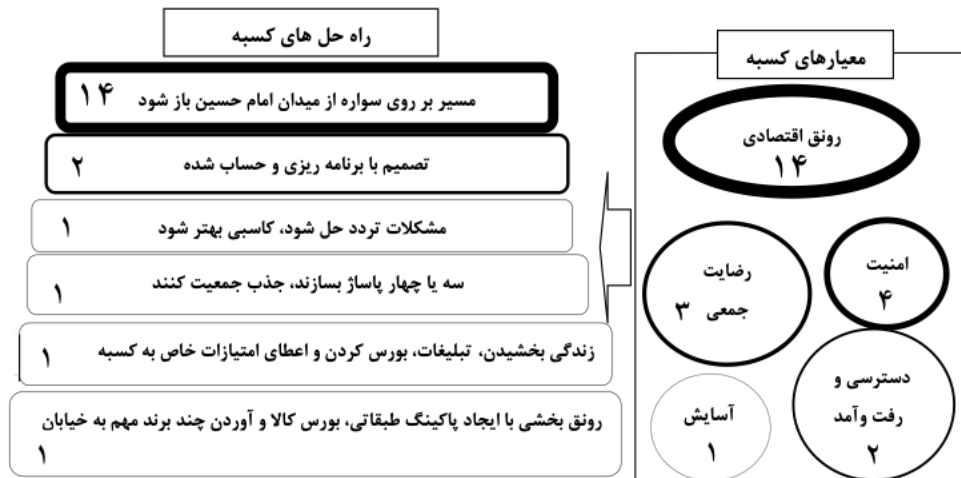 معیارهای کسبه
رونق اقتصادی
۱۴
امنیت
۴
رضایت
جمعی ۳
دسترسی و
رفت وآمد
۲
آسایش
۱
راه حل های کسبه
مسیر بر روی سواره از میدان امام حسین باز شود ۱۴
تصمیم با برنامه ریزی و حساب شده ۲
مشکلات تردد حل شود، کاسبی بهتر شود ۱
سه یا چهار پاساژ بسازند، جذب جمعیت کنند ۱
زندگی بخشیدن، تبلیغات، بورس کردن و اعطای امتیازات خاص به کسبه ۱
رونق بخشی با ایجاد پاکینگ طبقاتی، بورس کالا و آوردن چند برند مهم به خیابان
۱